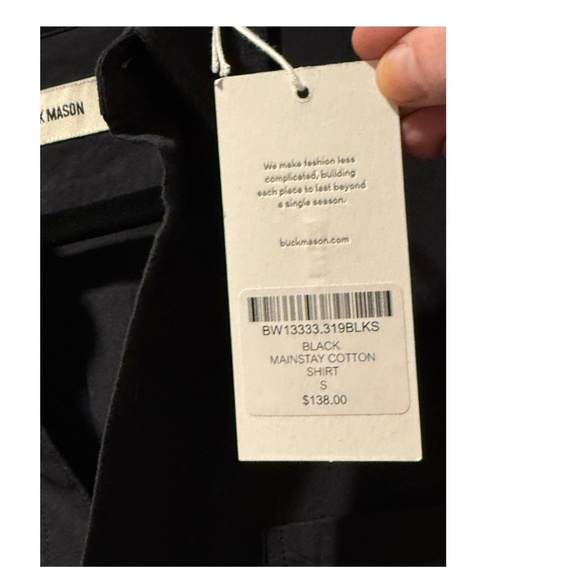 K MASON
We make fashion less
complicated, building
each piece to last beyond
a single season.
buckmason.com
BW13333.319BLKS
BLACK
MAINSTAY COTTON
SHIRT
S
$138.00